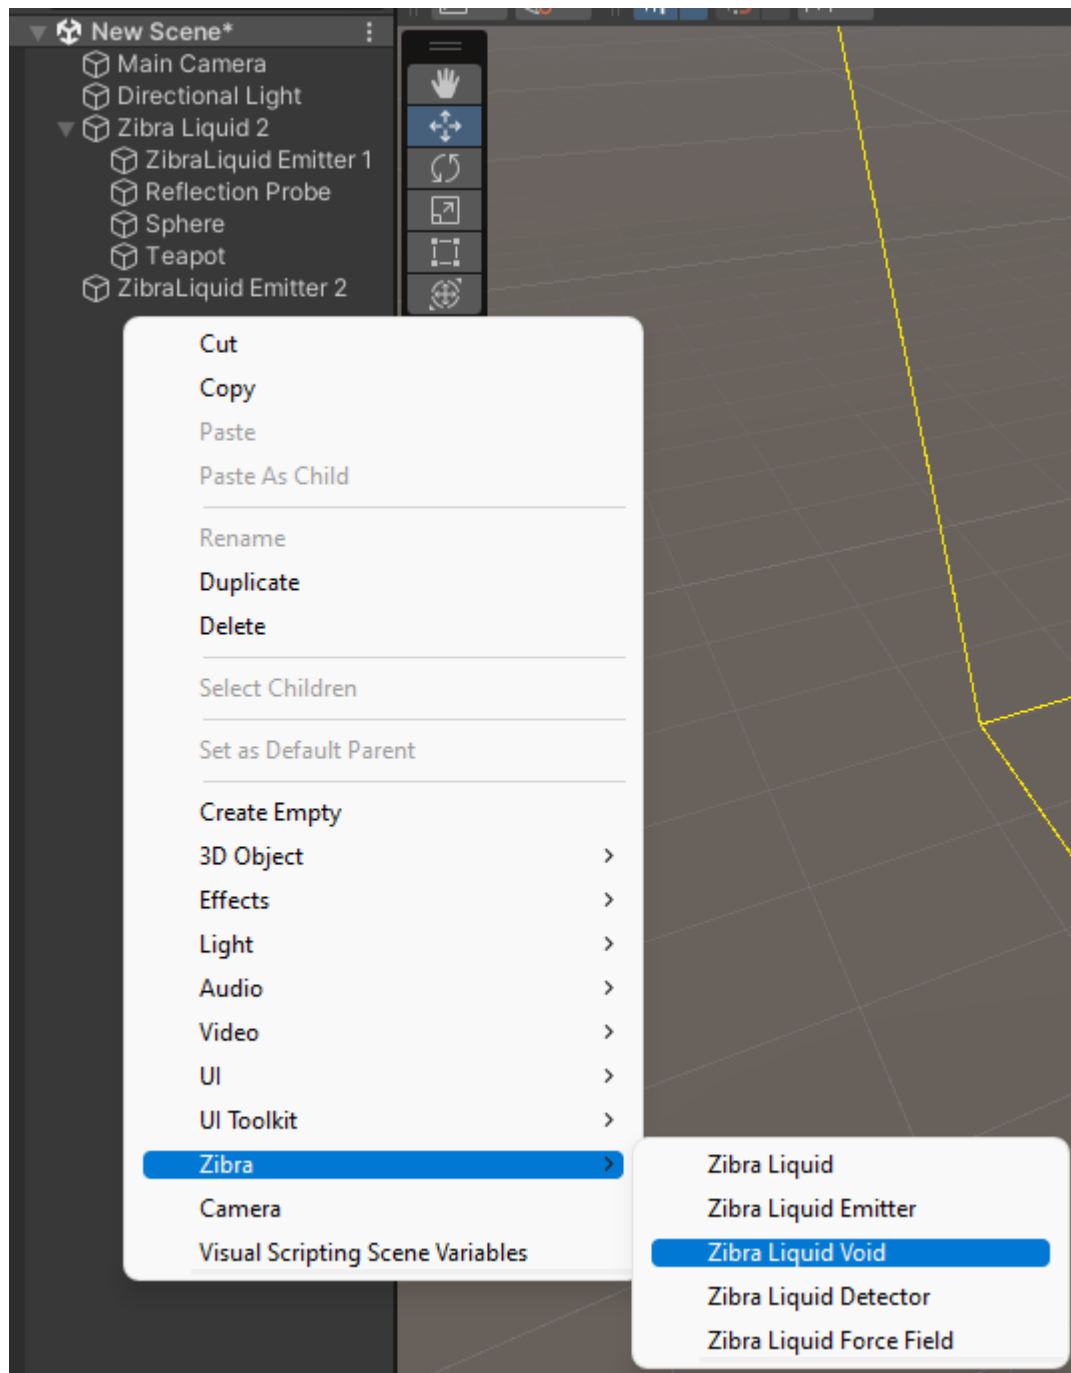 New Scene*
Main Camera
Directional Light
Zibra Liquid 2
ZibraLiquid Emitter 1
Reflection Probe
Sphere
Teapot
ZibraLiquid Emitter 2
Cut
Copy
Paste
Paste As Child
Rename
Duplicate
Delete
Select Children
Set as Default Parent
Create Empty
3D Object
Effects
Light
Audio
Video
UI
UI Toolkit
Zibra
Camera
Visual Scripting Scene Variables
Zibra Liquid
Zibra Liquid Emitter
Zibra Liquid Void
Zibra Liquid Detector
Zibra Liquid Force Field